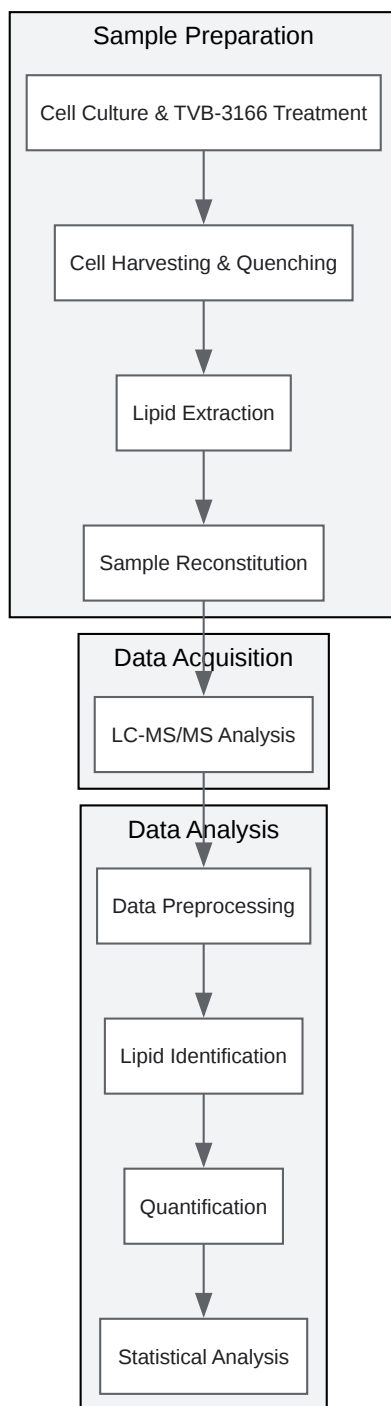 Sample Preparation
Cell Culture & TVB-3166 Treatment
Cell Harvesting & Quenching
Lipid Extraction
Sample Reconstitution
Data Acquisition
LC-MS/MS Analysis
Data Analysis
Data Preprocessing
Lipid Identification
Quantification
Statistical Analysis